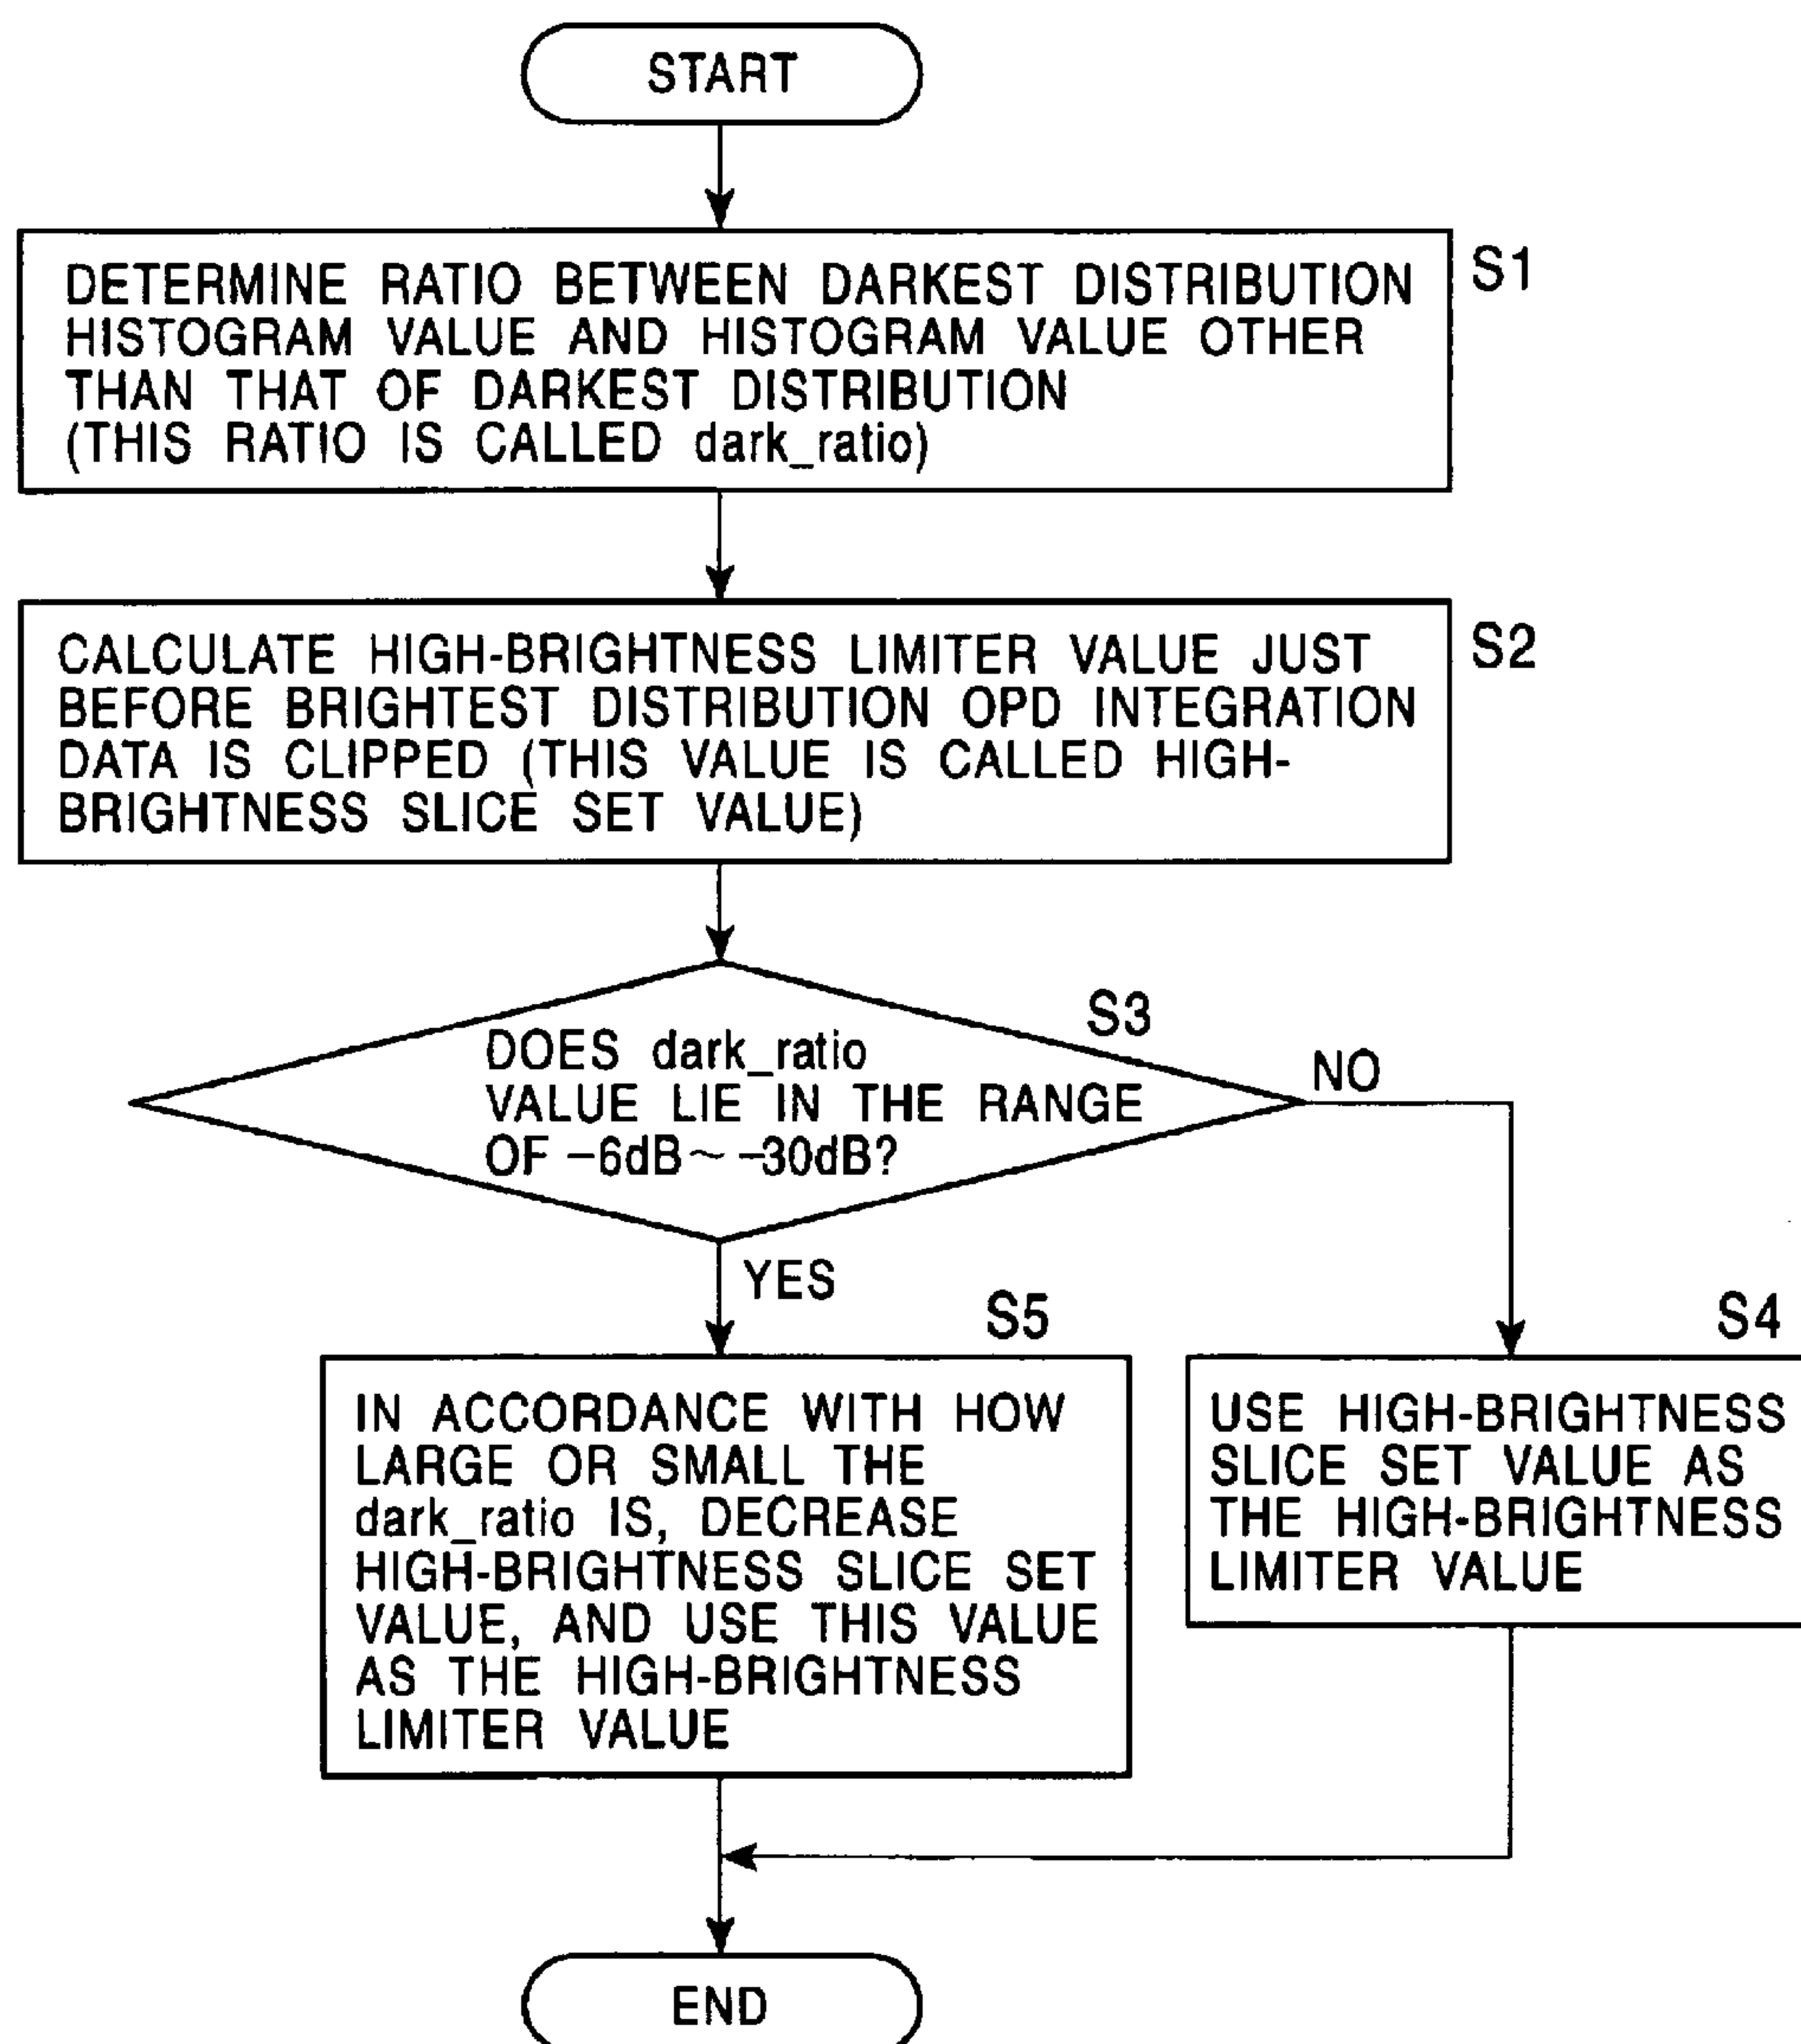 START
S1
DETERMINE RATIO BETWEEN DARKEST DISTRIBUTION
HISTOGRAM VALUE AND HISTOGRAM VALUE OTHER
THAN THAT OF DARKEST DISTRIBUTION
(THIS RATIO IS CALLED dark_ratio)
S2
CALCULATE HIGH-BRIGHTNESS LIMITER VALUE JUST
BEFORE BRIGHTEST DISTRIBUTION OPD INTEGRATION
DATA IS CLIPPED (THIS VALUE IS CALLED HIGH-
BRIGHTNESS SLICE SET VALUE)
S3
DOES dark_ratio
VALUE LIE IN THE RANGE
OF −6dB～−30dB?
NO
YES
S5
IN ACCORDANCE WITH HOW
LARGE OR SMALL THE
dark_ratio IS, DECREASE
HIGH-BRIGHTNESS SLICE SET
VALUE, AND USE THIS VALUE
AS THE HIGH-BRIGHTNESS
LIMITER VALUE
S4
USE HIGH-BRIGHTNESS
SLICE SET VALUE AS
THE HIGH-BRIGHTNESS
LIMITER VALUE
END